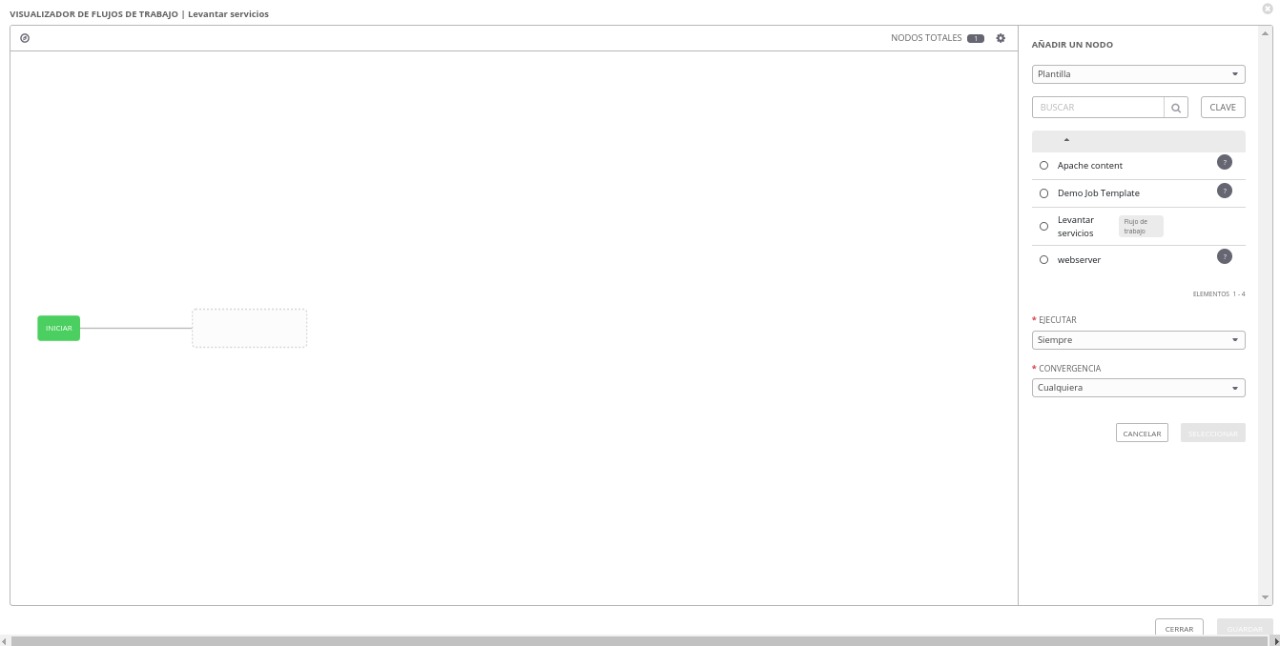 VISUALIZADOR DE FLUJOS DE TRABAJO | Levantar servicios
NODOS TOTALES 1
INICIAR
AÑADIR UN NODO
Plantilla
BUSCAR
CLAVE
Apache content ?
Demo Job Template ?
Levantar
servicios
Flujo de
trabajo
webserver ?
ELEMENTOS 1 - 4
* EJECUTAR
Siempre
* CONVERGENCIA
Cualquiera
CANCELAR SELECCIONAR
CERRAR GUARDAR